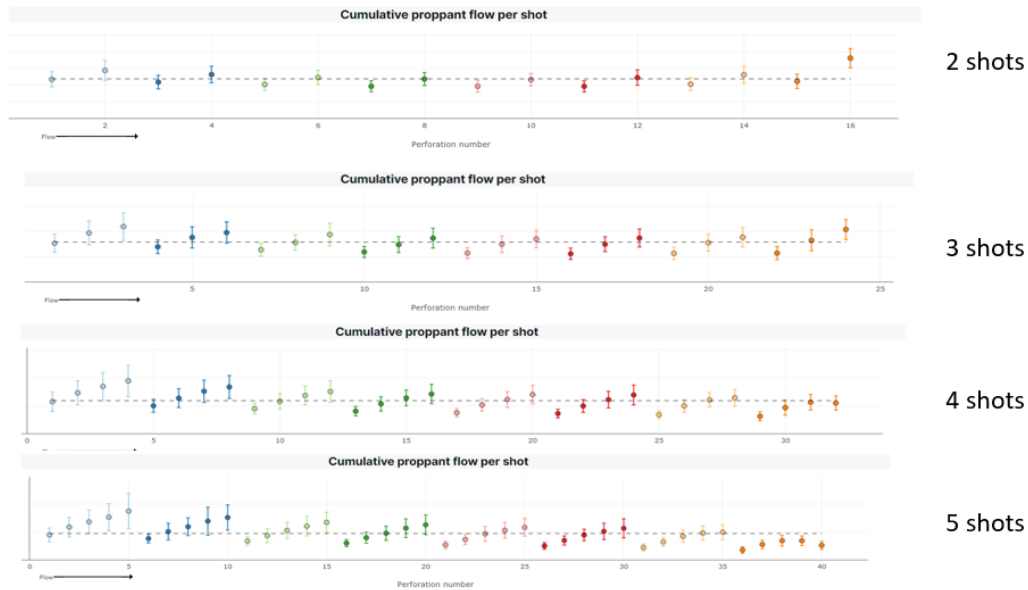 Cumulative proppant flow per shot
2 shots
2 4 6 8 10 12 14 16
Flow
Perforation number
Cumulative proppant flow per shot
3 shots
5 10 15 20 25
Flow
Perforation number
Cumulative proppant flow per shot
4 shots
0 5 10 15 20 25 30
Cumulative proppant flow per shot
5 shots
0 5 10 15 20 25 30 35 40
Flow
Perforation number